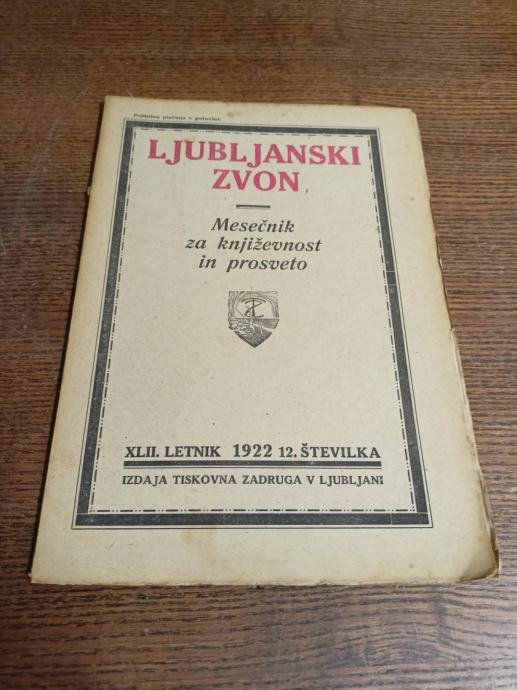 Poštnina plačana v gotovini.
LJUBLJANSKI
ZVON
Mesečnik
za književnost
in prosveto
XLII. LETNIK 1922 12. ŠTEVILKA
IZDAJA TISKOVNA ZADRUGA V LJUBLJANI